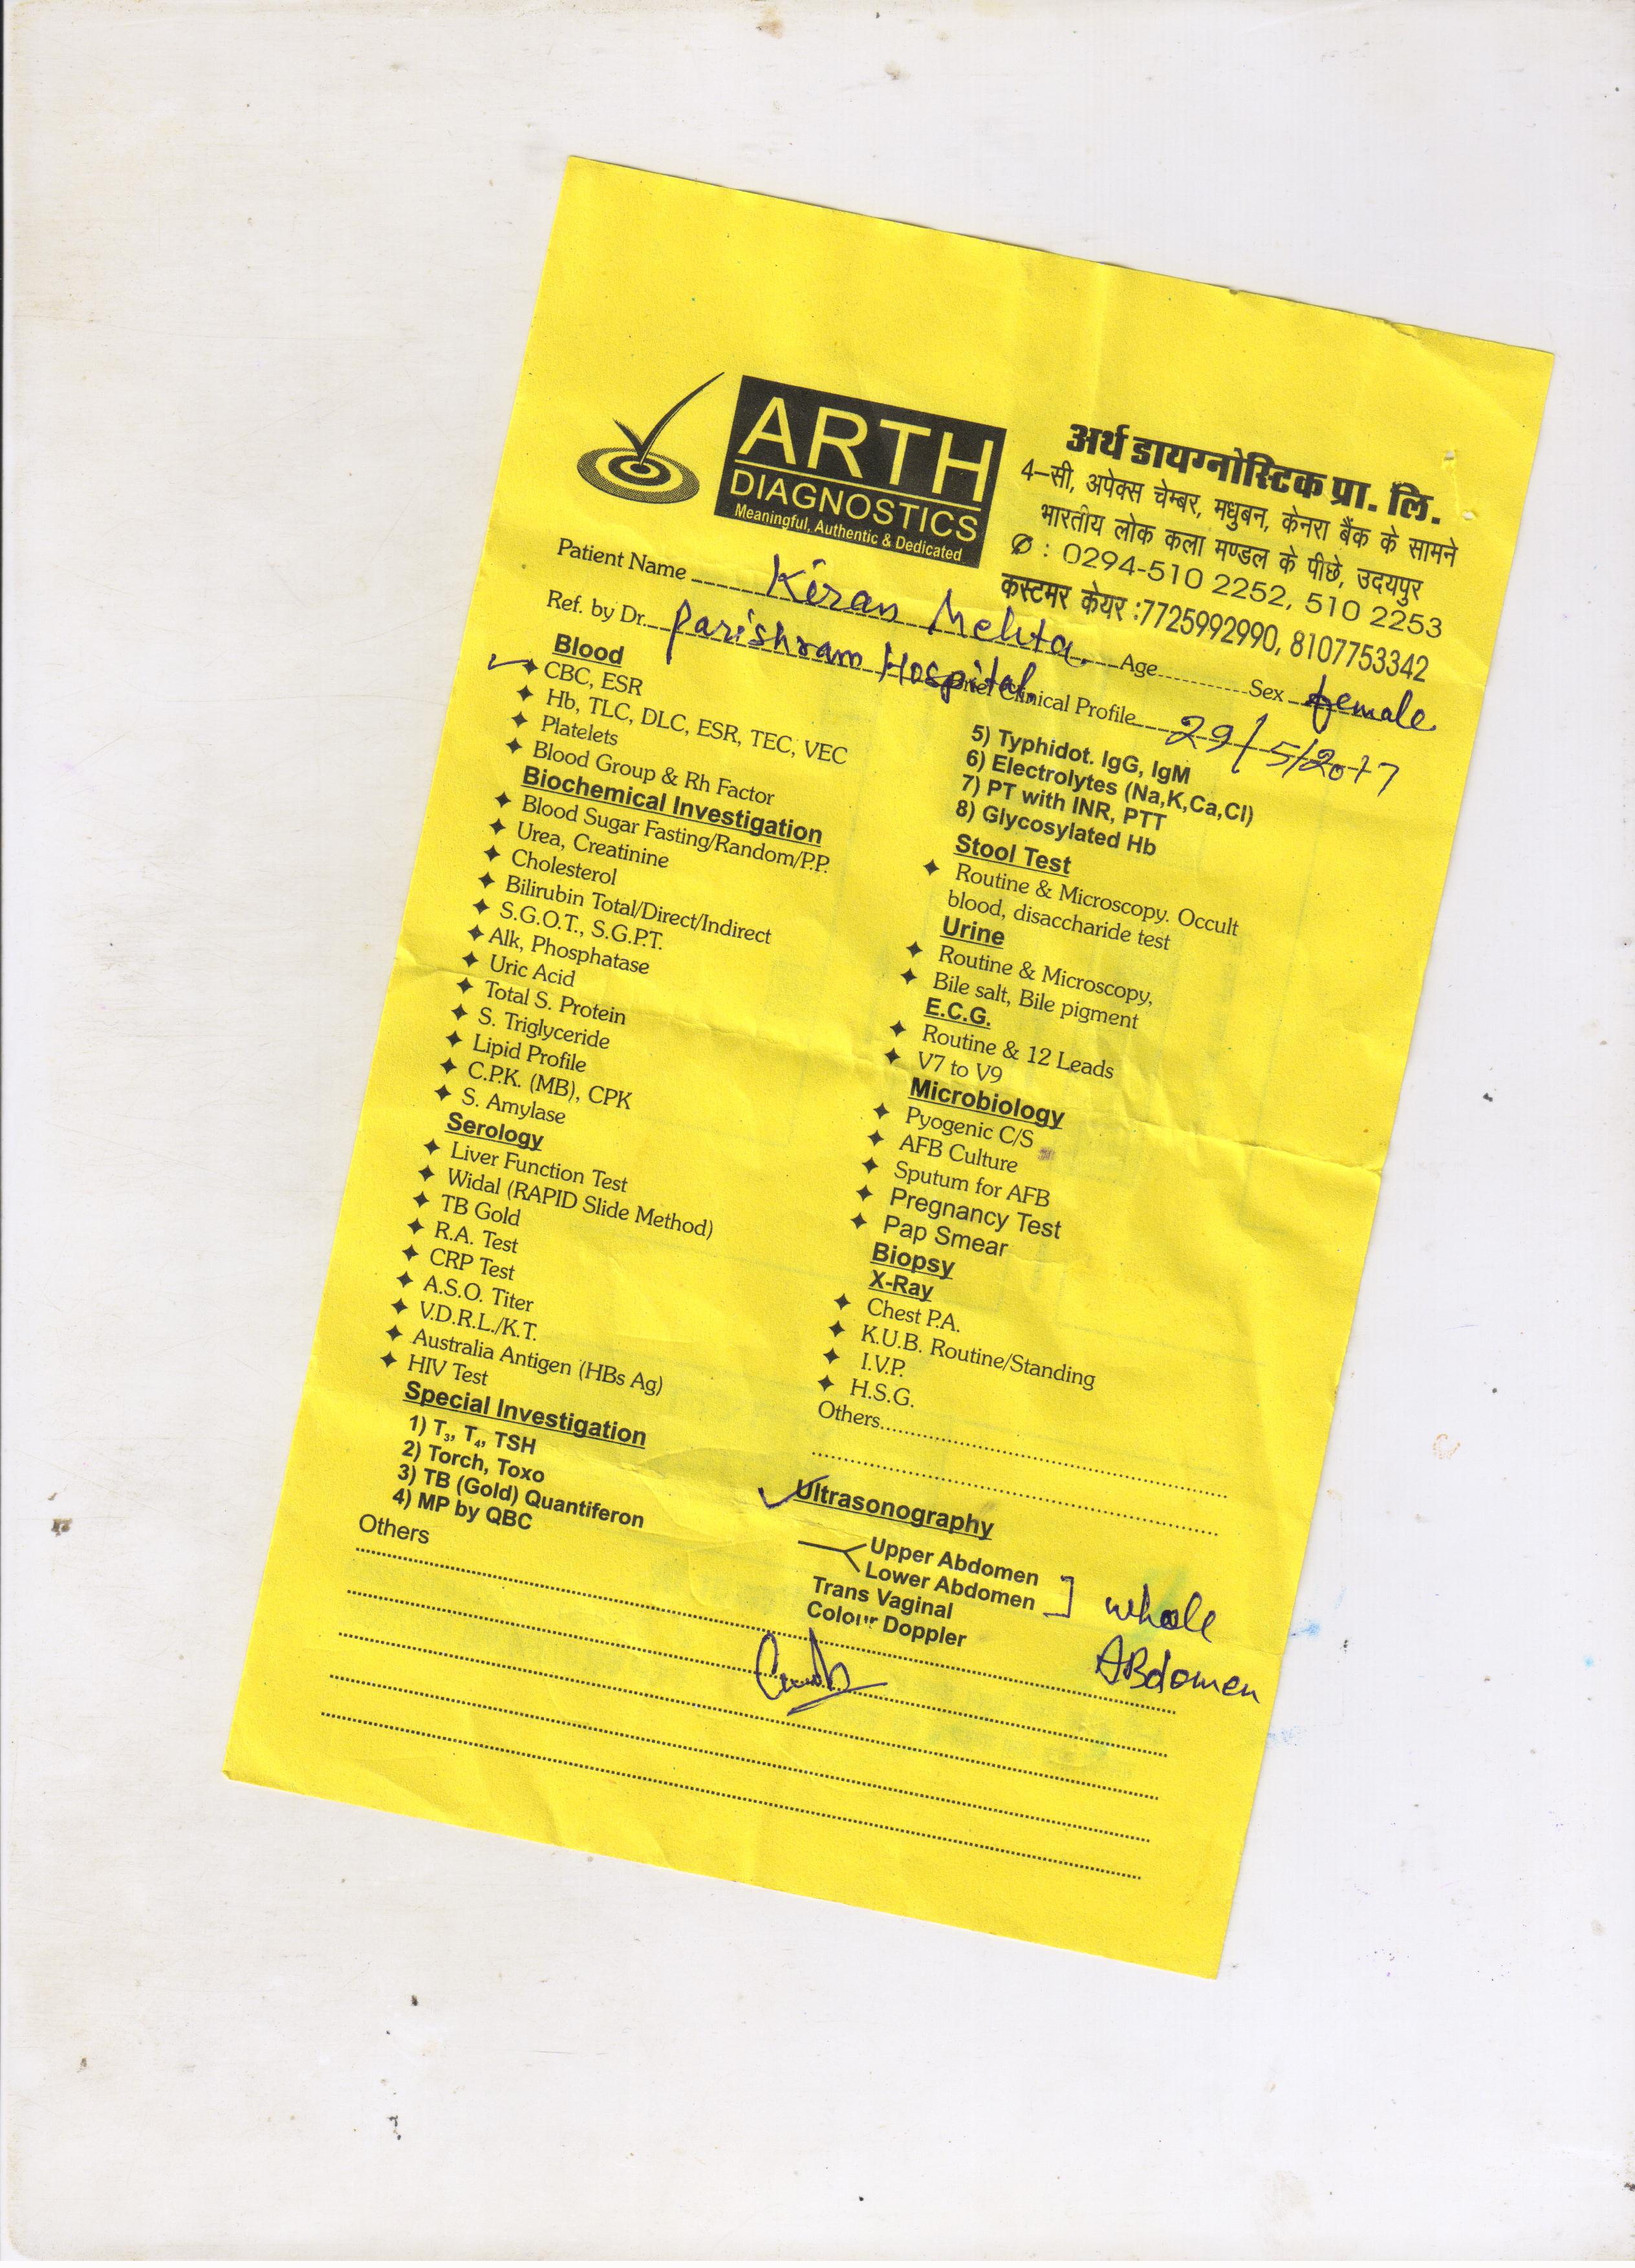 ARTH
DIAGNOSTICS
Meaningful, Authentic & Dedicated
अर्थ डायग्नोस्टिक प्रा. लि.
4–सी, अपेक्स चेम्बर, मधुबन, केनरा बैंक के सामने
भारतीय लोक कला मण्डल के पीछे, उदयपुर
✆ : 0294-510 2252, 510 2253
कस्टमर केयर :7725992990, 8107753342
Patient Name Kiran Mehta Age Sex female
Ref. by Dr. Parishram Hospital Clinical Profile 29/5/2017
Blood
CBC, ESR
Hb, TLC, DLC, ESR, TEC, VEC
Platelets
Blood Group & Rh Factor
Biochemical Investigation
Blood Sugar Fasting/Random/P.P.
Urea, Creatinine
Cholesterol
Bilirubin Total/Direct/Indirect
S.G.O.T., S.G.P.T.
Alk, Phosphatase
Uric Acid
Total S. Protein
S. Triglyceride
Lipid Profile
C.P.K. (MB), CPK
S. Amylase
Serology
Liver Function Test
Widal (RAPID Slide Method)
TB Gold
R.A. Test
CRP Test
A.S.O. Titer
V.D.R.L./K.T.
Australia Antigen (HBs Ag)
HIV Test
Special Investigation
1) T₃, T₄, TSH
2) Torch, Toxo
3) TB (Gold) Quantiferon
4) MP by QBC
Others
5) Typhidot. IgG, IgM
6) Electrolytes (Na,K,Ca,Cl)
7) PT with INR, PTT
8) Glycosylated Hb
Stool Test
Routine & Microscopy. Occult
blood, disaccharide test
Urine
Routine & Microscopy,
Bile salt, Bile pigment
E.C.G.
Routine & 12 Leads
V7 to V9
Microbiology
Pyogenic C/S
AFB Culture
Sputum for AFB
Pregnancy Test
Pap Smear
Biopsy
X-Ray
Chest P.A.
K.U.B. Routine/Standing
I.V.P.
H.S.G.
Others
Ultrasonography
Upper Abdomen
Lower Abdomen
Trans Vaginal
Colour Doppler
whole
ABdomen